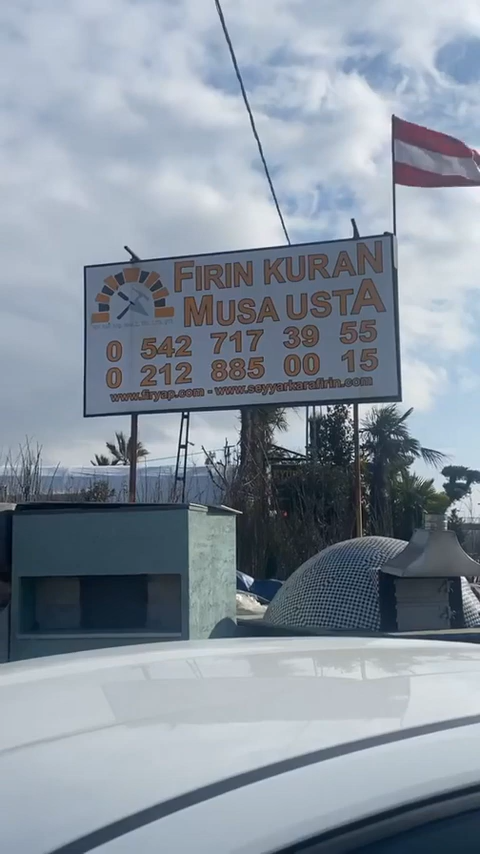 FIRIN KURAN
MUSA USTA
0 542 717 39 55
0 212 885 00 15
www.firyap.com - www.seyyarkarafirin.com